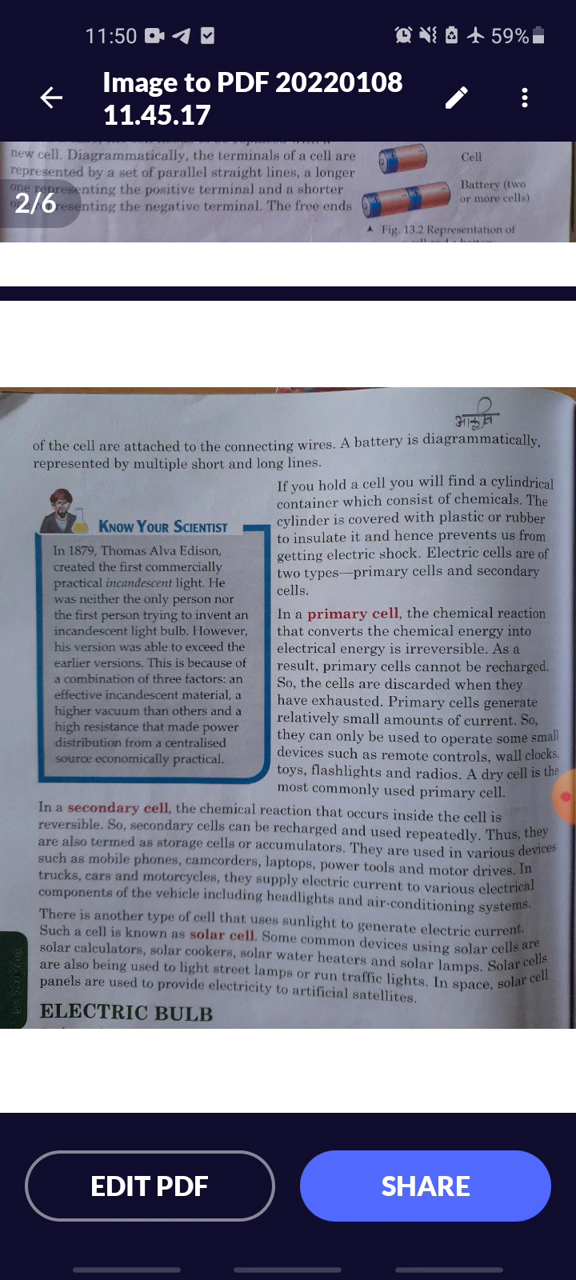 11:50
59%
Image to PDF 20220108
11.45.17
new cell. Diagrammatically, the terminals of a cell are
represented by a set of parallel straight lines, a longer
one representing the positive terminal and a shorter
representing the negative terminal. The free ends
2/6
Cell
Battery (two
or more cells)
▲ Fig. 13.2 Representation of
of the cell are attached to the connecting wires. A battery is diagrammatically,
represented by multiple short and long lines.
KNOW YOUR SCIENTIST
In 1879, Thomas Alva Edison,
created the first commercially
practical incandescent light. He
was neither the only person nor
the first person trying to invent an
incandescent light bulb. However,
his version was able to exceed the
earlier versions. This is because of
a combination of three factors: an
effective incandescent material, a
higher vacuum than others and a
high resistance that made power
distribution from a centralised
source economically practical.
If you hold a cell you will find a cylindrical
container which consist of chemicals. The
cylinder is covered with plastic or rubber
to insulate it and hence prevents us from
getting electric shock. Electric cells are of
two types—primary cells and secondary
cells.
In a primary cell, the chemical reaction
that converts the chemical energy into
electrical energy is irreversible. As a
result, primary cells cannot be recharged.
So, the cells are discarded when they
have exhausted. Primary cells generate
relatively small amounts of current. So,
they can only be used to operate some small
devices such as remote controls, wall clocks,
toys, flashlights and radios. A dry cell is the
most commonly used primary cell.
In a secondary cell, the chemical reaction that occurs inside the cell is
reversible. So, secondary cells can be recharged and used repeatedly. Thus, they
are also termed as storage cells or accumulators. They are used in various devices
such as mobile phones, camcorders, laptops, power tools and motor drives. In
trucks, cars and motorcycles, they supply electric current to various electrical
components of the vehicle including headlights and air-conditioning systems.
There is another type of cell that uses sunlight to generate electric current.
Such a cell is known as solar cell. Some common devices using solar cells are
solar calculators, solar cookers, solar water heaters and solar lamps. Solar cells
are also being used to light street lamps or run traffic lights. In space, solar cell
panels are used to provide electricity to artificial satellites.
ELECTRIC BULB
EDIT PDF
SHARE